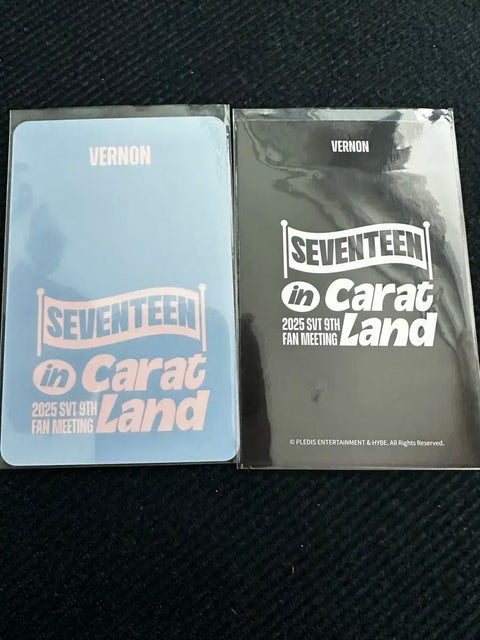 VERNON
SEVENTEEN
in Carat
2025 SVT 9TH
FAN MEETING
Land
VERNON
SEVENTEEN
in Carat
2025 SVT 9TH
FAN MEETING
Land
© PLEDIS ENTERTAINMENT & HYBE. All Rights Reserved.